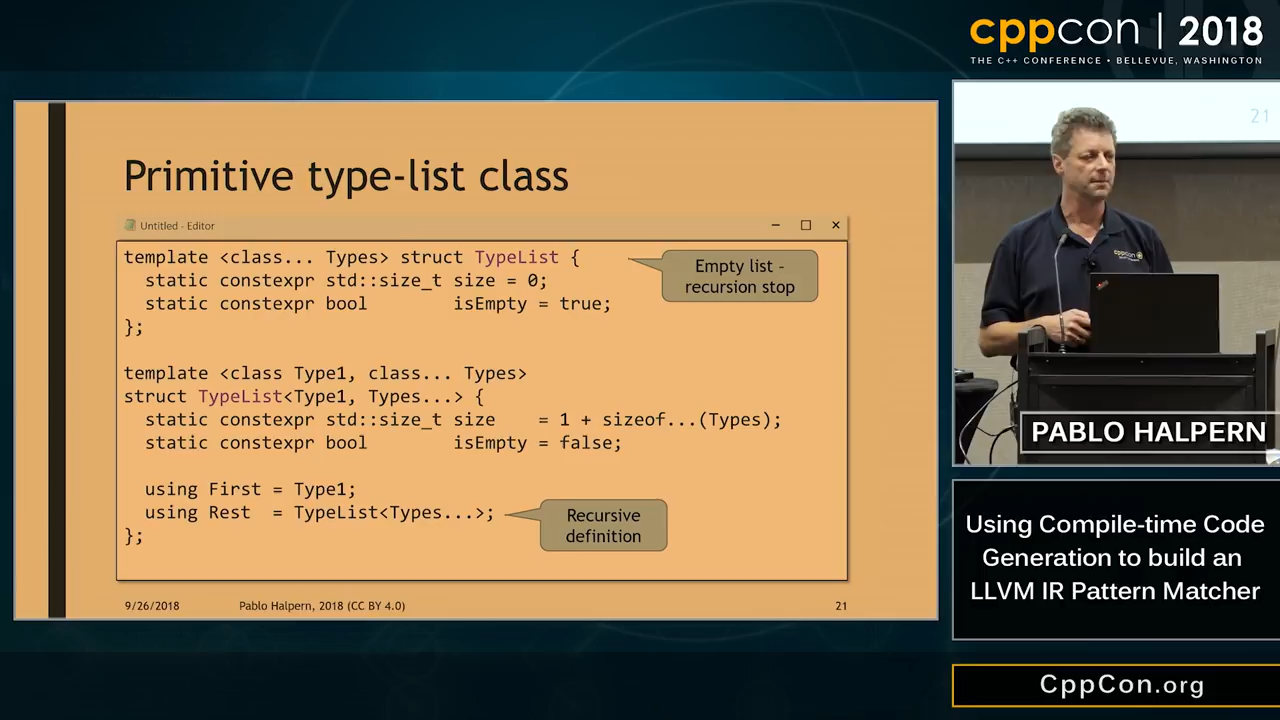 cppcon | 2018
THE C++ CONFERENCE • BELLEVUE, WASHINGTON
Primitive type-list class
Untitled - Editor
template <class... Types> struct TypeList {
  static constexpr std::size_t size = 0;
  static constexpr bool        isEmpty = true;
};
Empty list -
recursion stop
template <class Type1, class... Types>
struct TypeList<Type1, Types...> {
  static constexpr std::size_t size    = 1 + sizeof...(Types);
  static constexpr bool        isEmpty = false;
  using First = Type1;
  using Rest  = TypeList<Types...>;
};
Recursive
definition
9/26/2018
Pablo Halpern, 2018 (CC BY 4.0)
21
21
cppcon
PABLO HALPERN
Using Compile-time Code
Generation to build an
LLVM IR Pattern Matcher
CppCon.org